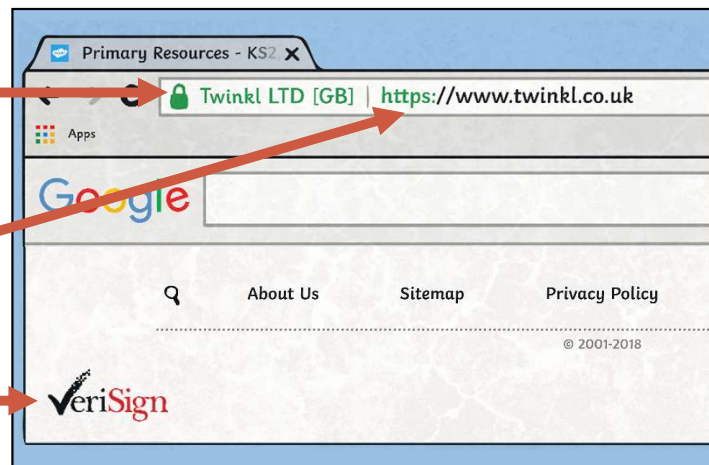 Primary Resources - KS2
Twinkl LTD [GB] | https://www.twinkl.co.uk
Apps
Google
About Us Sitemap Privacy Policy
© 2001-2018
VeriSign